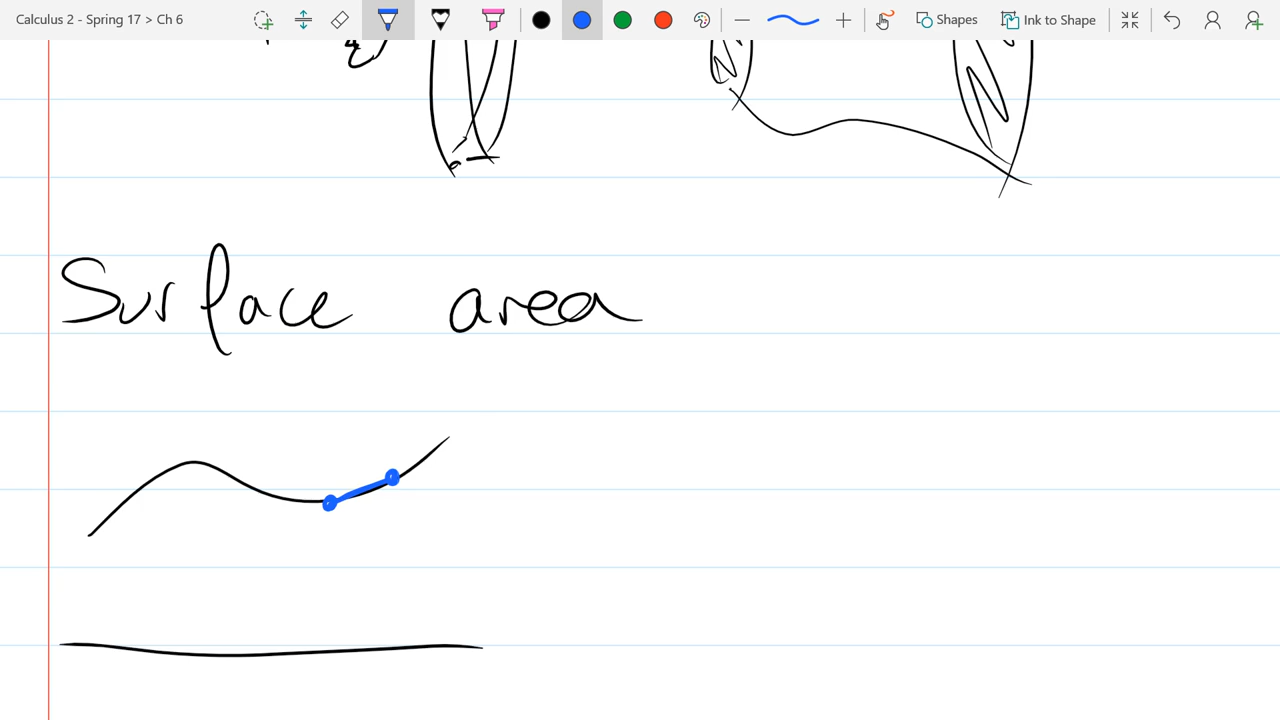 Calculus 2 - Spring 17 > Ch 6
Shapes
Ink to Shape
Surface area